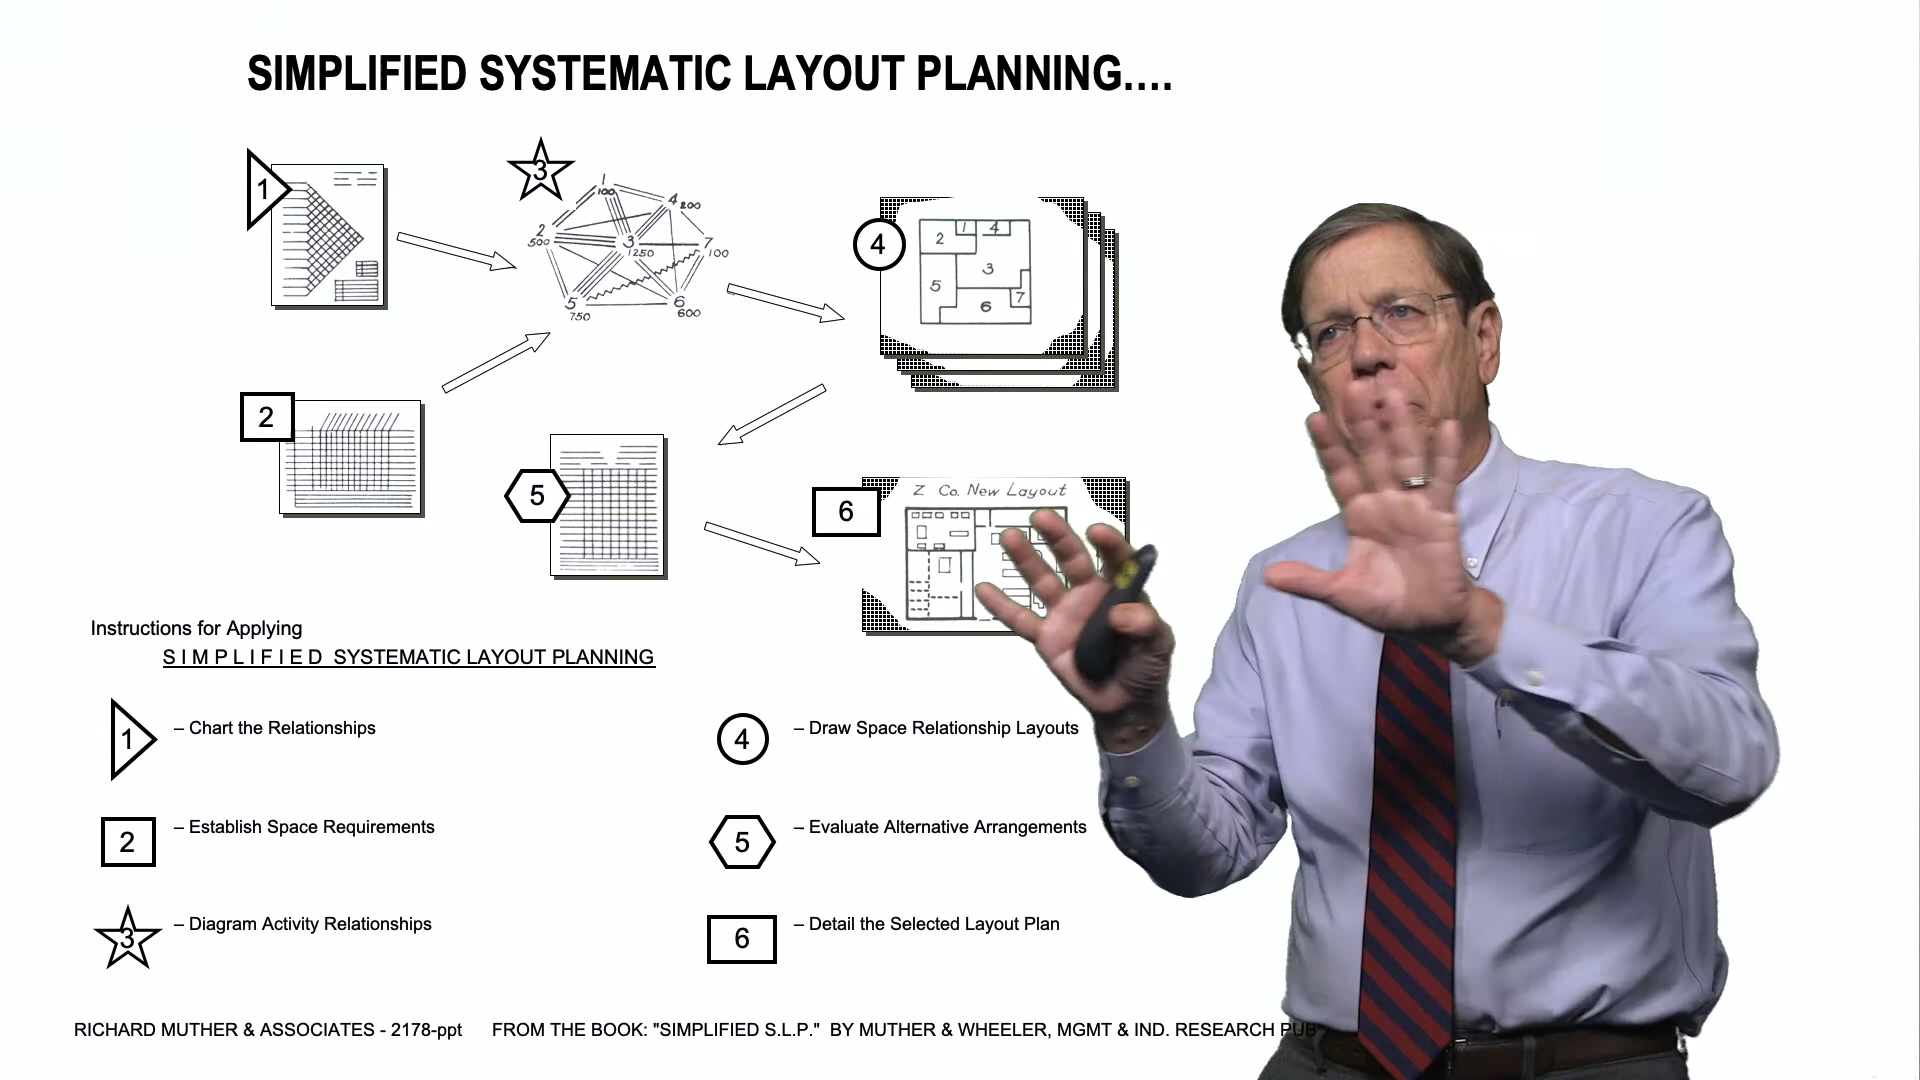 SIMPLIFIED SYSTEMATIC LAYOUT PLANNING....
1
3
1
100
4
200
2
500
3
1250
7
100
5
750
6
600
4
2
1
4
3
5
7
6
2
5
6
Z Co. New Layout
Instructions for Applying
SIMPLIFIED SYSTEMATIC LAYOUT PLANNING
1 – Chart the Relationships
2 – Establish Space Requirements
3 – Diagram Activity Relationships
4 – Draw Space Relationship Layouts
5 – Evaluate Alternative Arrangements
6 – Detail the Selected Layout Plan
RICHARD MUTHER & ASSOCIATES - 2178-ppt FROM THE BOOK: "SIMPLIFIED S.L.P." BY MUTHER & WHEELER, MGMT & IND. RESEARCH PUB